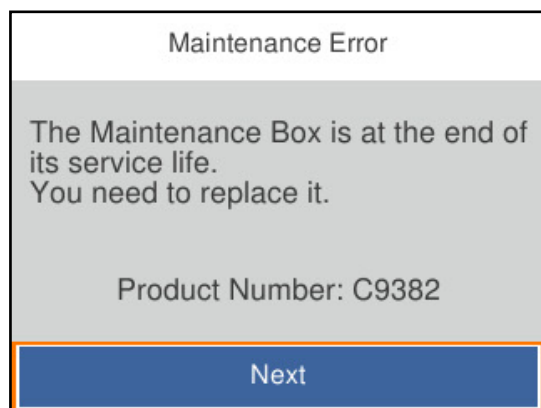 Maintenance Error
The Maintenance Box is at the end of
its service life.
You need to replace it.
Product Number: C9382
Next